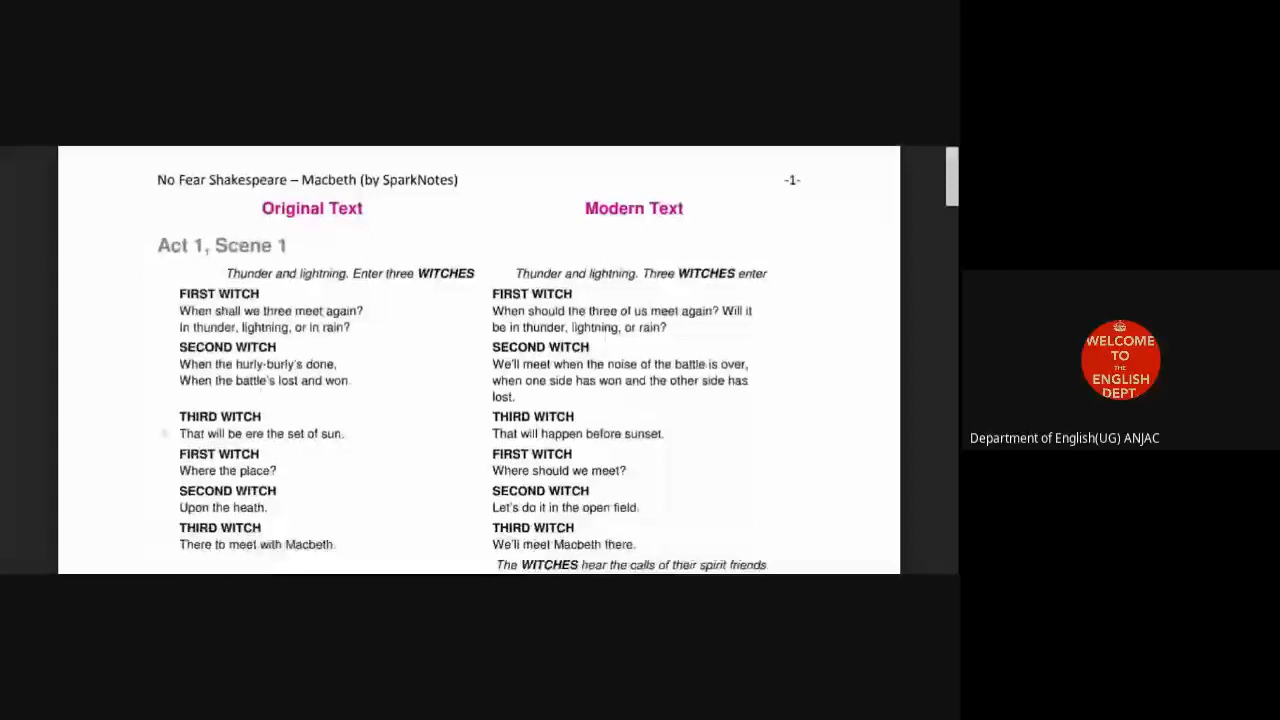 No Fear Shakespeare – Macbeth (by SparkNotes)
-1-
Original Text
Modern Text
Act 1, Scene 1
Thunder and lightning. Enter three WITCHES
FIRST WITCH
When shall we three meet again?
In thunder, lightning, or in rain?
SECOND WITCH
When the hurly-burly's done,
When the battle's lost and won.
THIRD WITCH
That will be ere the set of sun.
FIRST WITCH
Where the place?
SECOND WITCH
Upon the heath.
THIRD WITCH
There to meet with Macbeth.
Thunder and lightning. Three WITCHES enter
FIRST WITCH
When should the three of us meet again? Will it
be in thunder, lightning, or rain?
SECOND WITCH
We'll meet when the noise of the battle is over,
when one side has won and the other side has
lost.
THIRD WITCH
That will happen before sunset.
FIRST WITCH
Where should we meet?
SECOND WITCH
Let's do it in the open field.
THIRD WITCH
We'll meet Macbeth there.
The WITCHES hear the calls of their spirit friends
WELCOME
TO
THE
ENGLISH
DEPT.
Department of English(UG) ANJAC